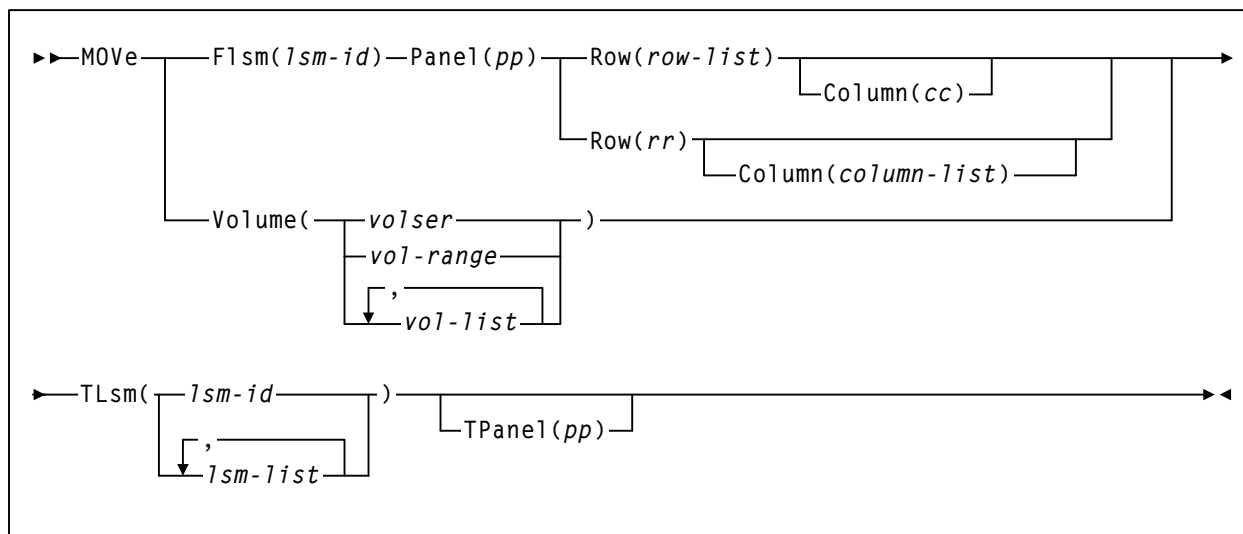 MOVe Flsm(lsm-id) Panel(pp) Row(row-list)
Column(cc)
Row(rr)
Column(column-list)
Volume( volser )
vol-range
,
vol-list
TLsm( lsm-id )
TPanel(pp)
,
lsm-list